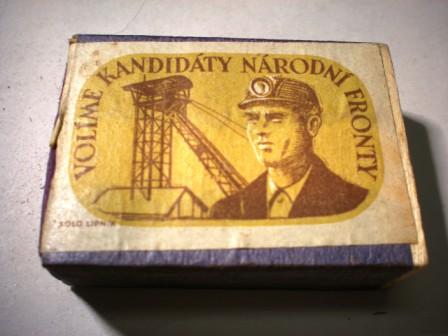 VOLÍME KANDIDÁTY NÁRODNÍ FRONTY
SOLO LIPNÍK